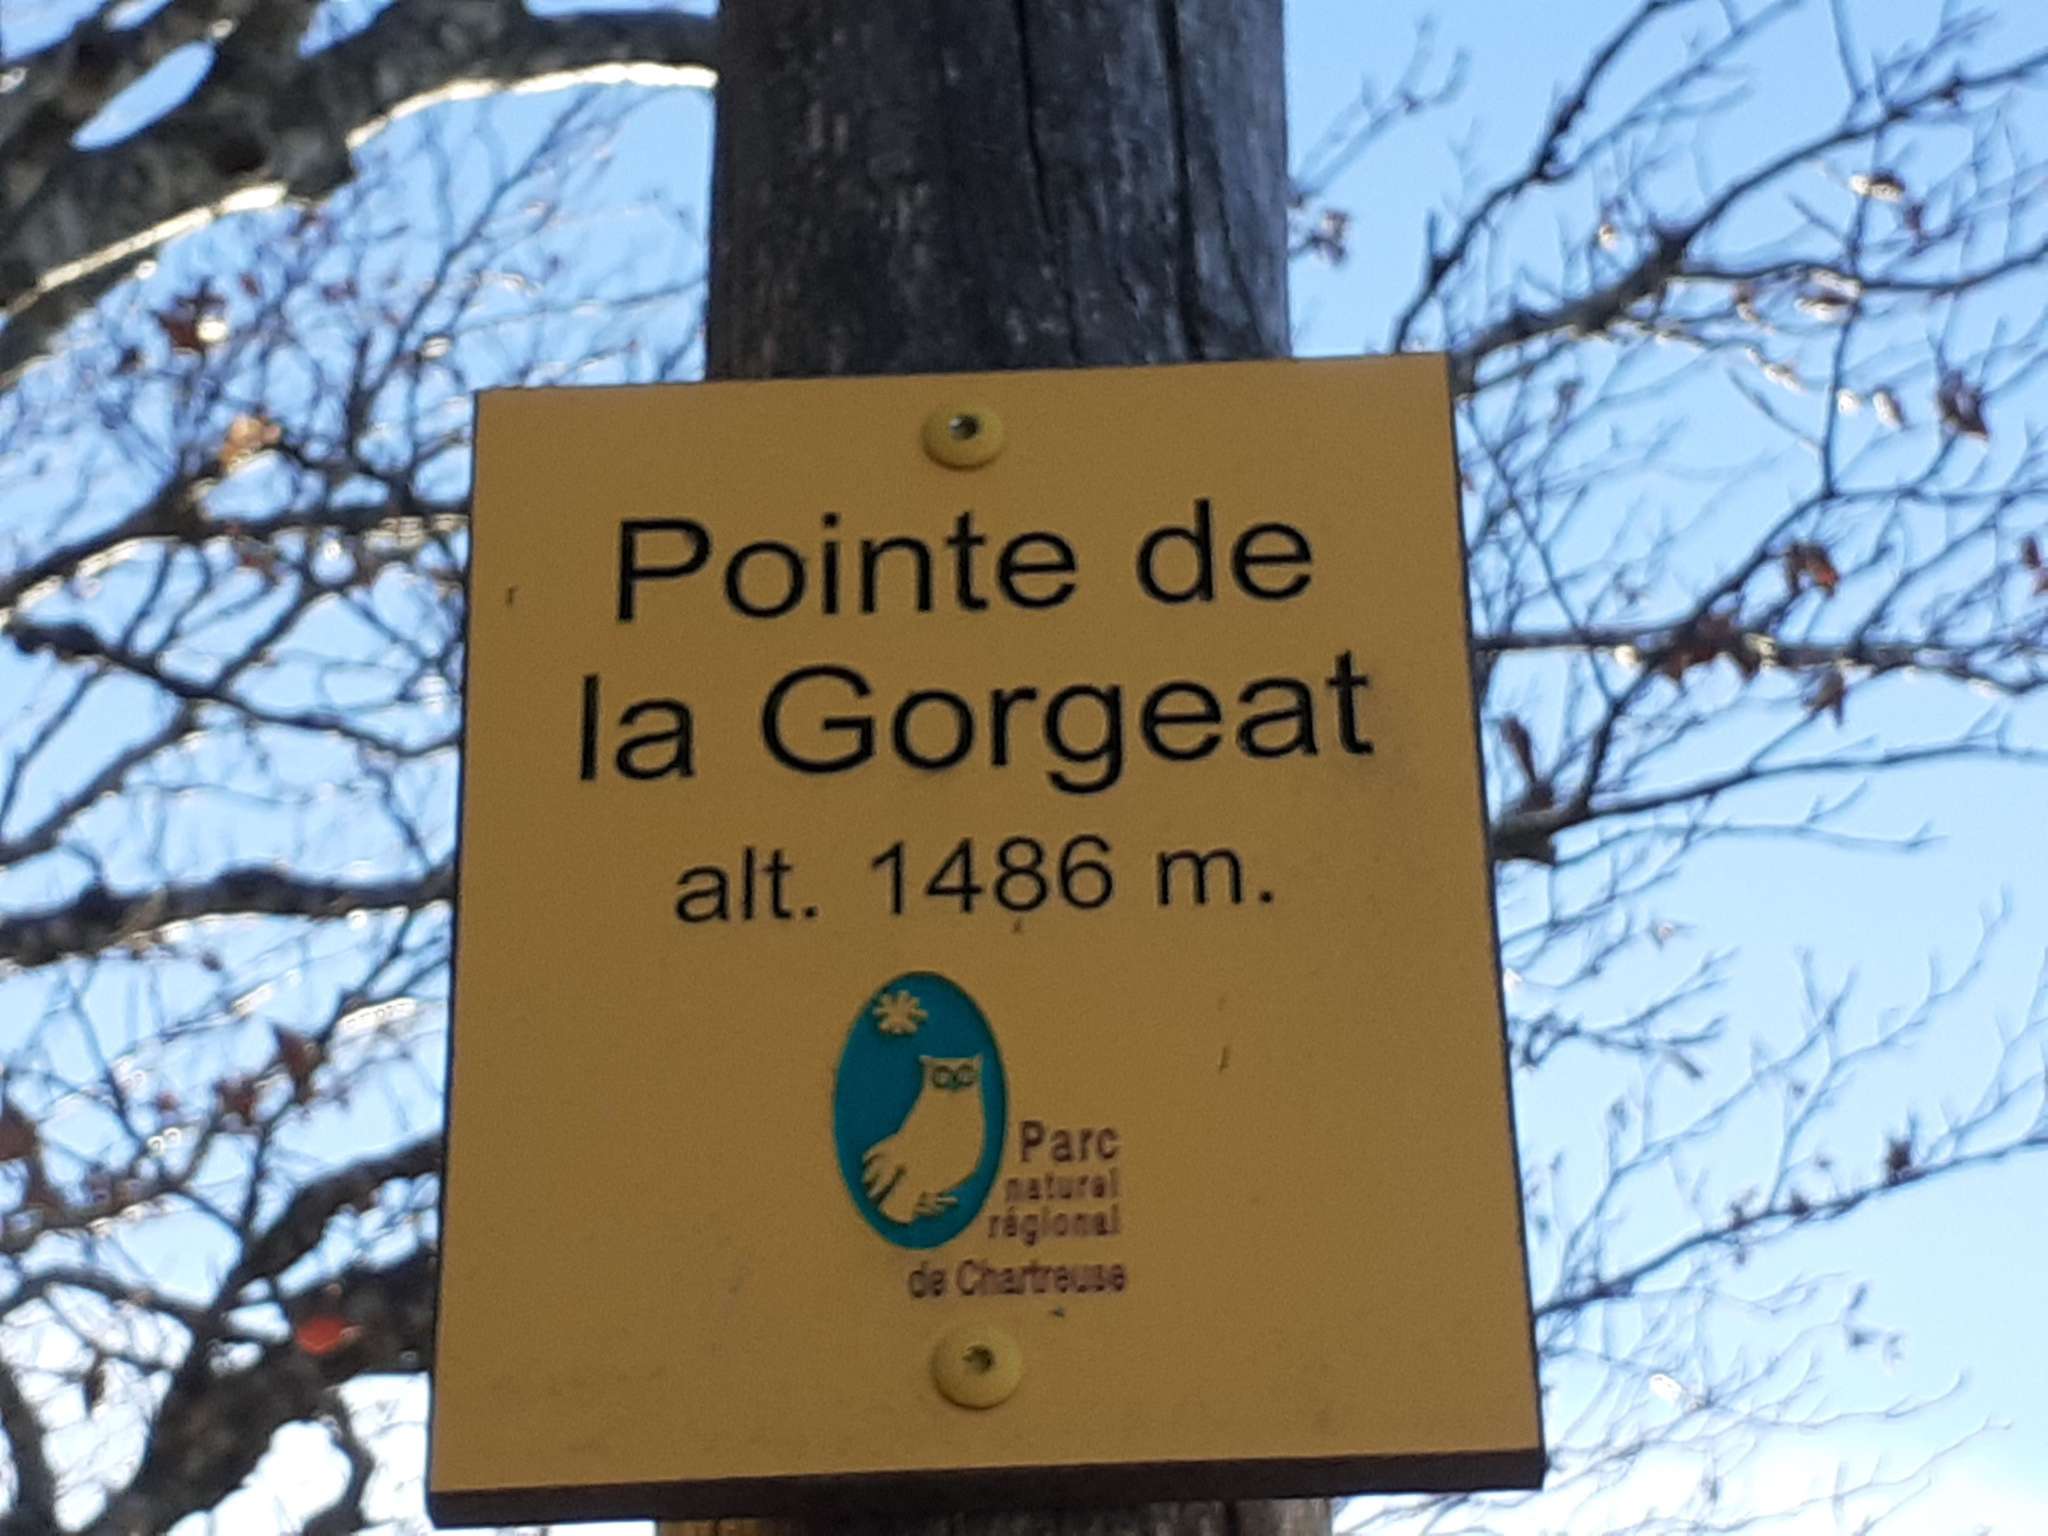 Pointe de
la Gorgeat
alt. 1486 m.
Parc
naturel
régional
de Chartreuse